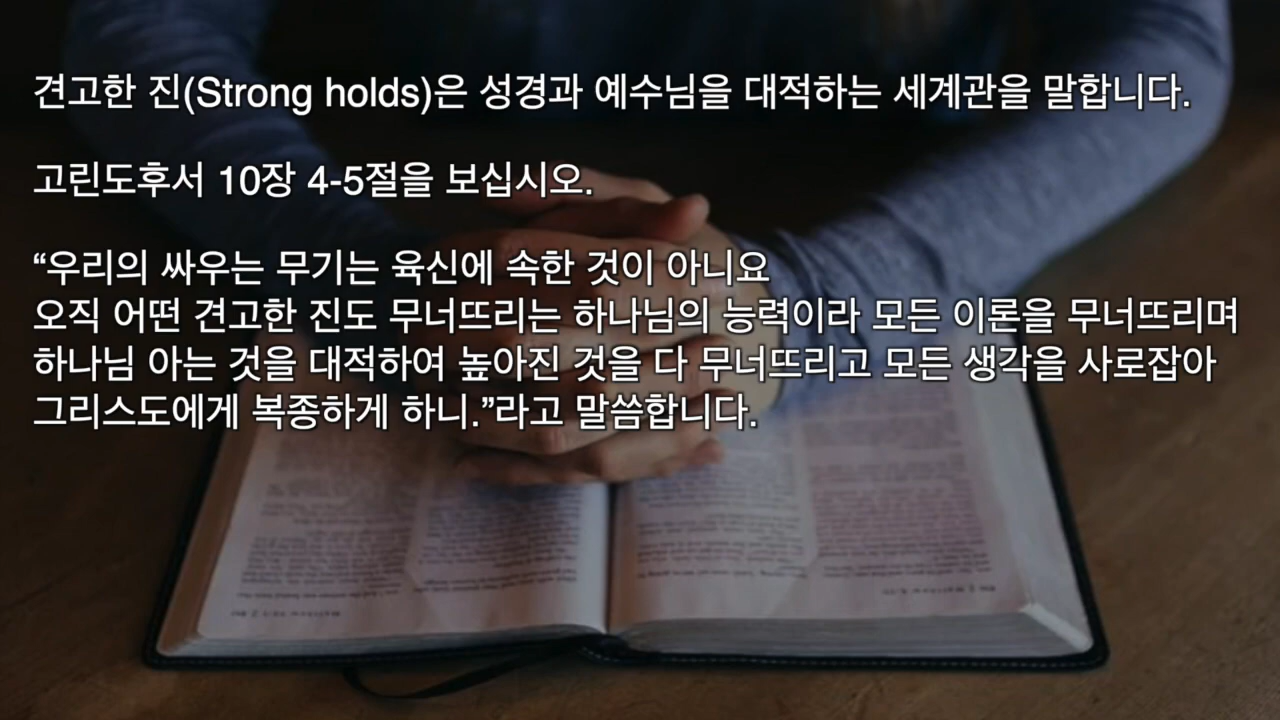 견고한 진(Strong holds)은 성경과 예수님을 대적하는 세계관을 말합니다.
고린도후서 10장 4-5절을 보십시오.
“우리의 싸우는 무기는 육신에 속한 것이 아니요
오직 어떤 견고한 진도 무너뜨리는 하나님의 능력이라 모든 이론을 무너뜨리며
하나님 아는 것을 대적하여 높아진 것을 다 무너뜨리고 모든 생각을 사로잡아
그리스도에게 복종하게 하니.”라고 말씀합니다.